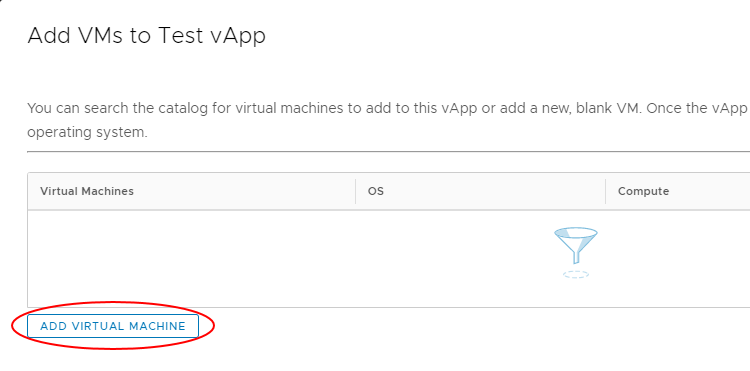 Add VMs to Test vApp
You can search the catalog for virtual machines to add to this vApp or add a new, blank VM. Once the vApp
operating system.
Virtual Machines OS Compute
ADD VIRTUAL MACHINE